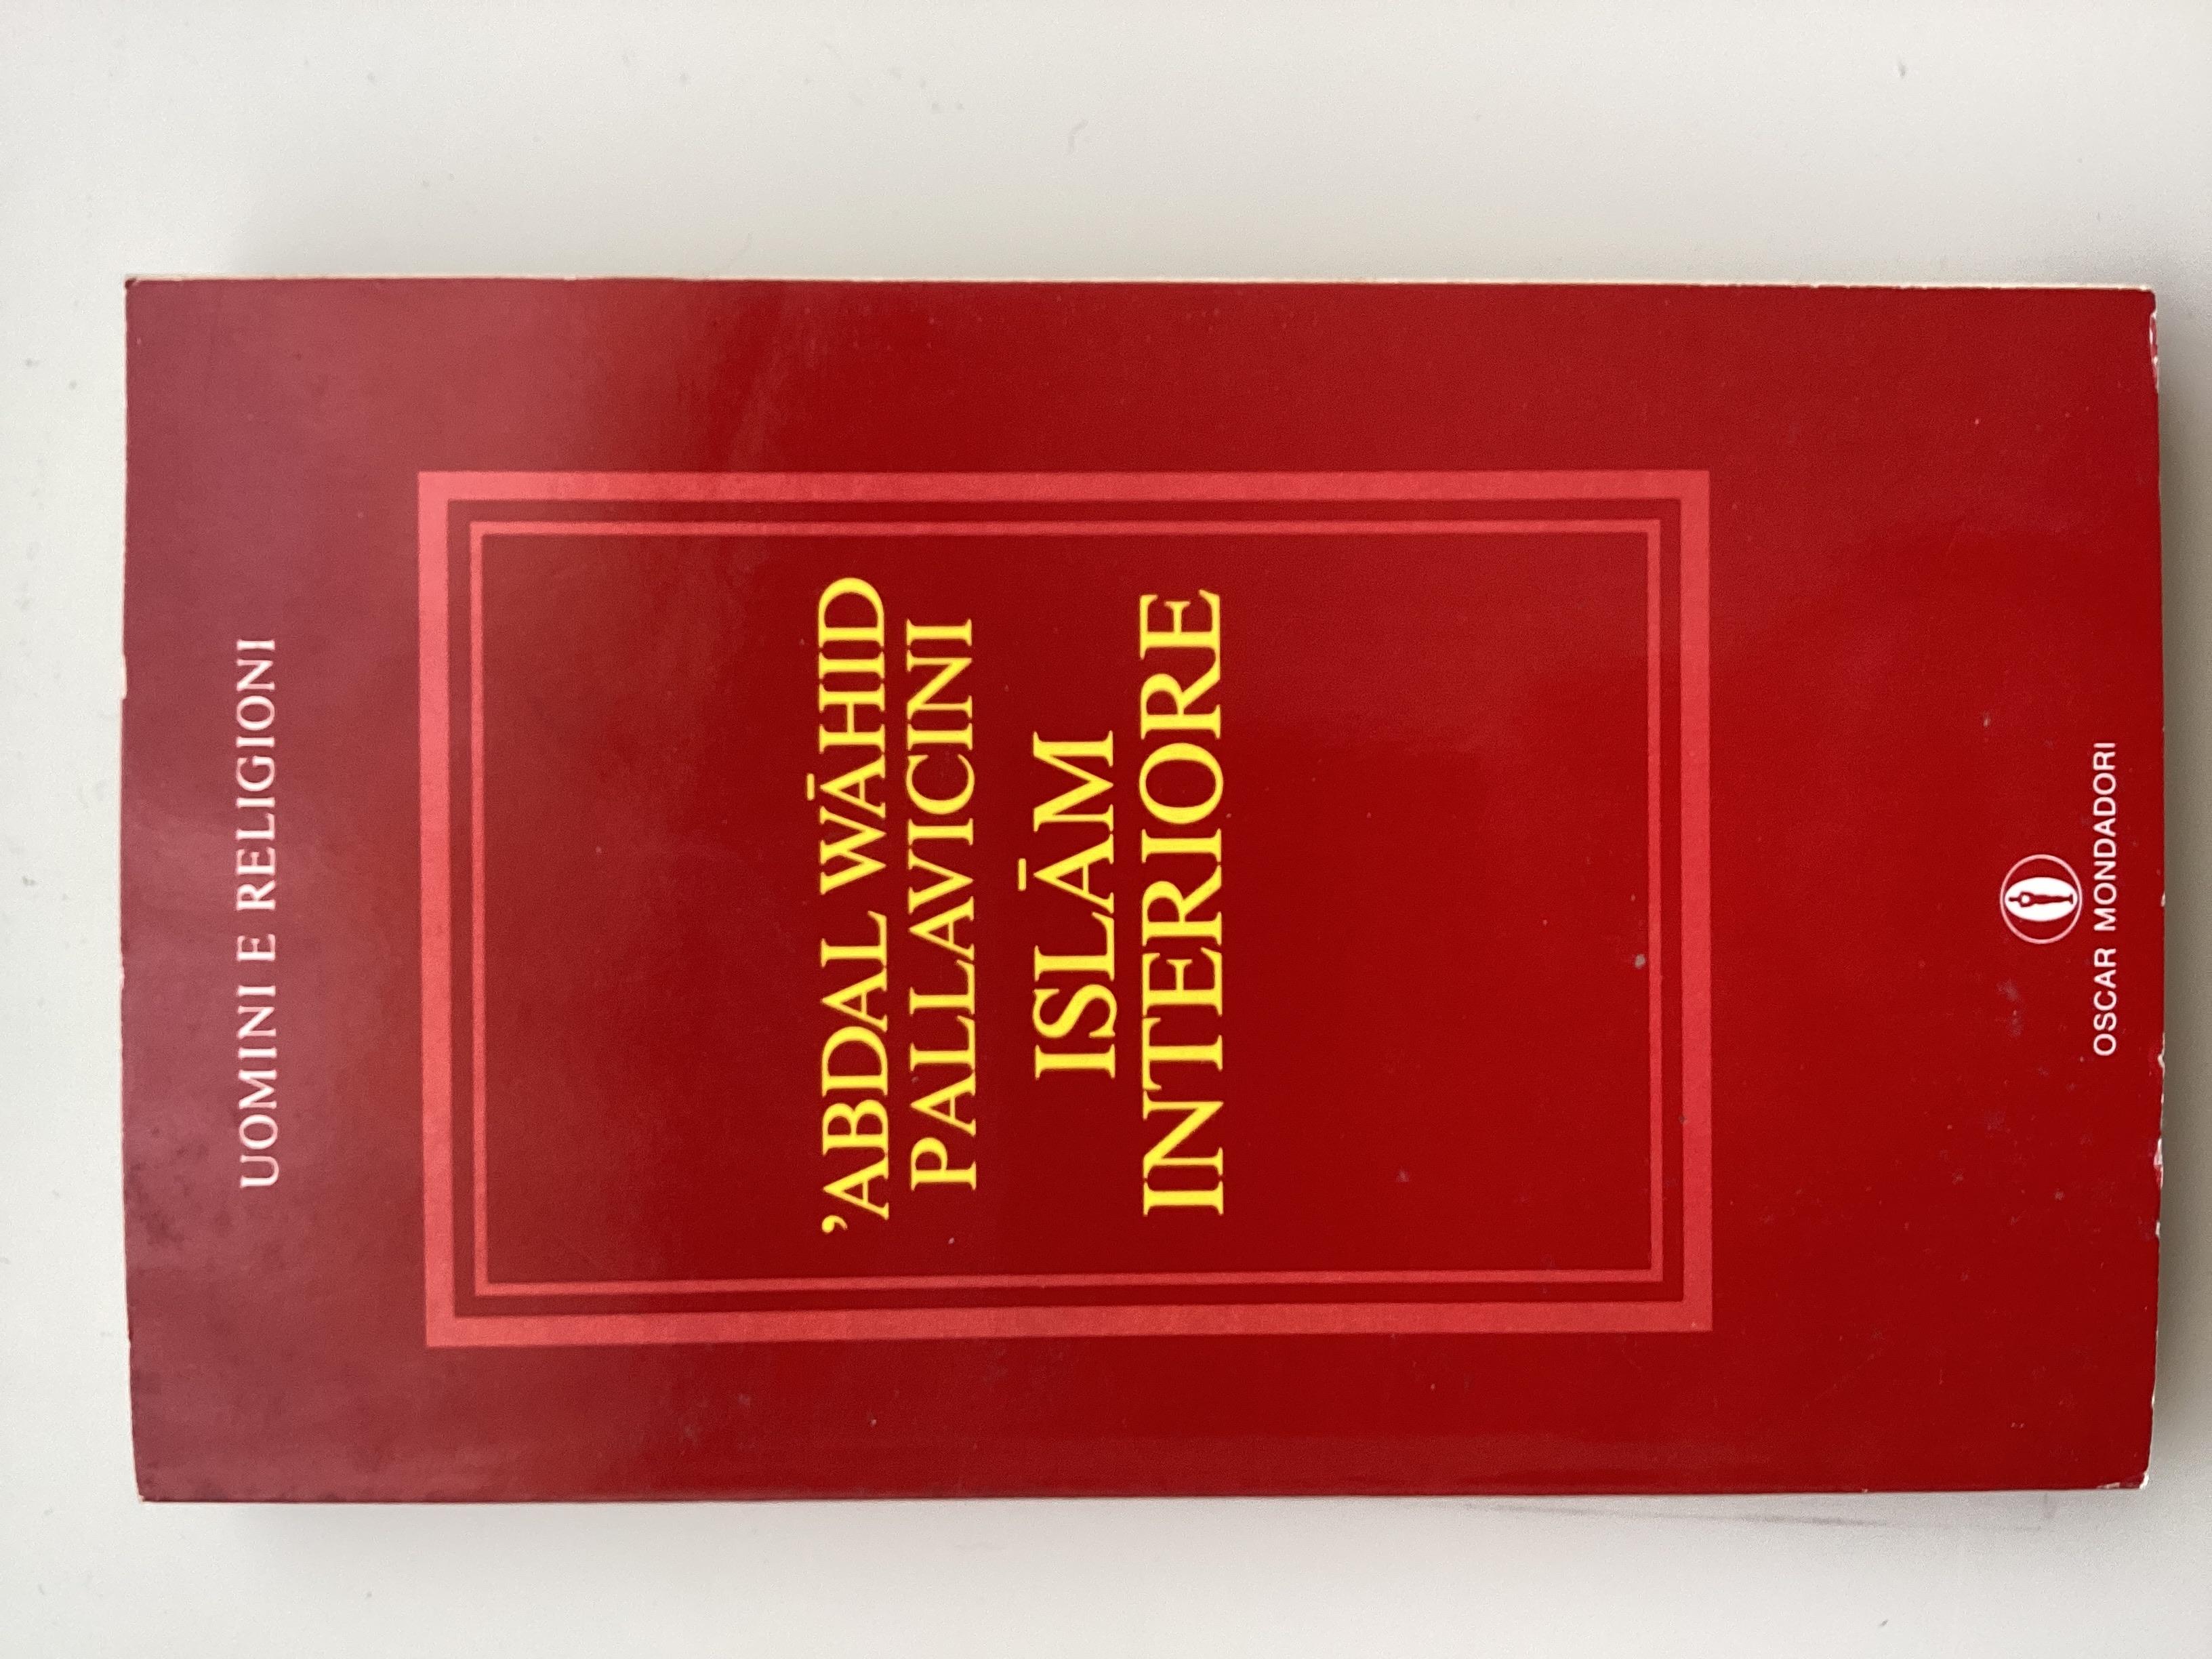 UOMINI E RELIGIONI
’ABDAL WĀHID
PALLAVICINI
ISLĀM
INTERIORE
OSCAR MONDADORI